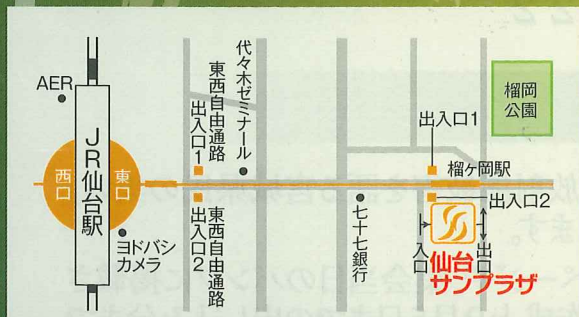 AER
JR仙台駅
西口
東口
ヨドバシ
カメラ
東西自由通路
出入口1
東西自由通路
出入口2
代々木ゼミナール
七十七銀行
出入口1
榴ヶ岡駅
出入口2
榴岡
公園
入口
出口
仙台
サンプラザ